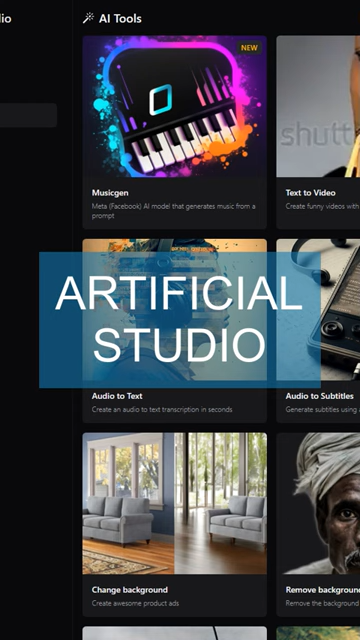 AI Tools
NEW
Musicgen
Meta (Facebook) AI model that generates music from a
prompt
Text to Video
Create funny videos with
ARTIFICIAL
STUDIO
Audio to Text
Create an audio to text transcription in seconds
Audio to Subtitles
Generate subtitles using
Change background
Create awesome product ads
Remove background
Remove the background